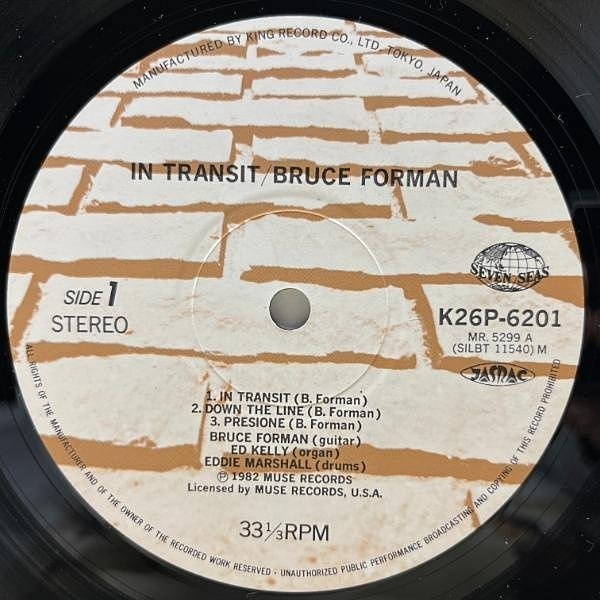 MANUFACTURED BY KING RECORD CO., LTD, TOKYO, JAPAN
IN TRANSIT/BRUCE FORMAN
SEVEN SEAS
SIDE 1
STEREO
K26P-6201
MR. 5299 A
(SILBT 11540) M
JASRAC
1. IN TRANSIT (B. Forman)
2. DOWN THE LINE (B. Forman)
3. PRESIONE (B. Forman)
BRUCE FORMAN (guitar)
ED KELLY (organ)
EDDIE MARSHALL (drums)
Ⓟ 1982 MUSE RECORDS
Licensed by MUSE RECORDS, U.S.A.
33 1/3 RPM
ALL RIGHTS OF THE MANUFACTURER AND OF THE OWNER OF THE RECORDED WORK RESERVED · UNAUTHORIZED PUBLIC PERFORMANCE BROADCASTING AND COPYING OF THIS RECORD PROHIBITED